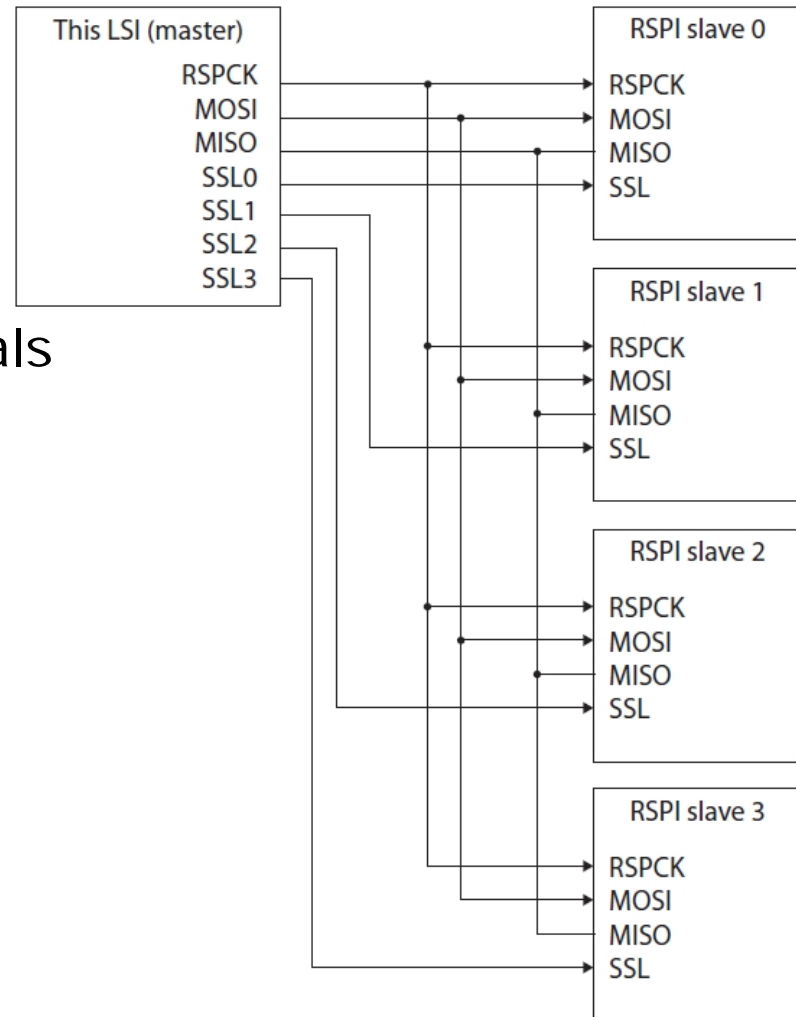 This LSI (master)
RSPCK
MOSI
MISO
SSL0
SSL1
SSL2
SSL3
als
RSPI slave 0
RSPCK
MOSI
MISO
SSL
RSPI slave 1
RSPCK
MOSI
MISO
SSL
RSPI slave 2
RSPCK
MOSI
MISO
SSL
RSPI slave 3
RSPCK
MOSI
MISO
SSL